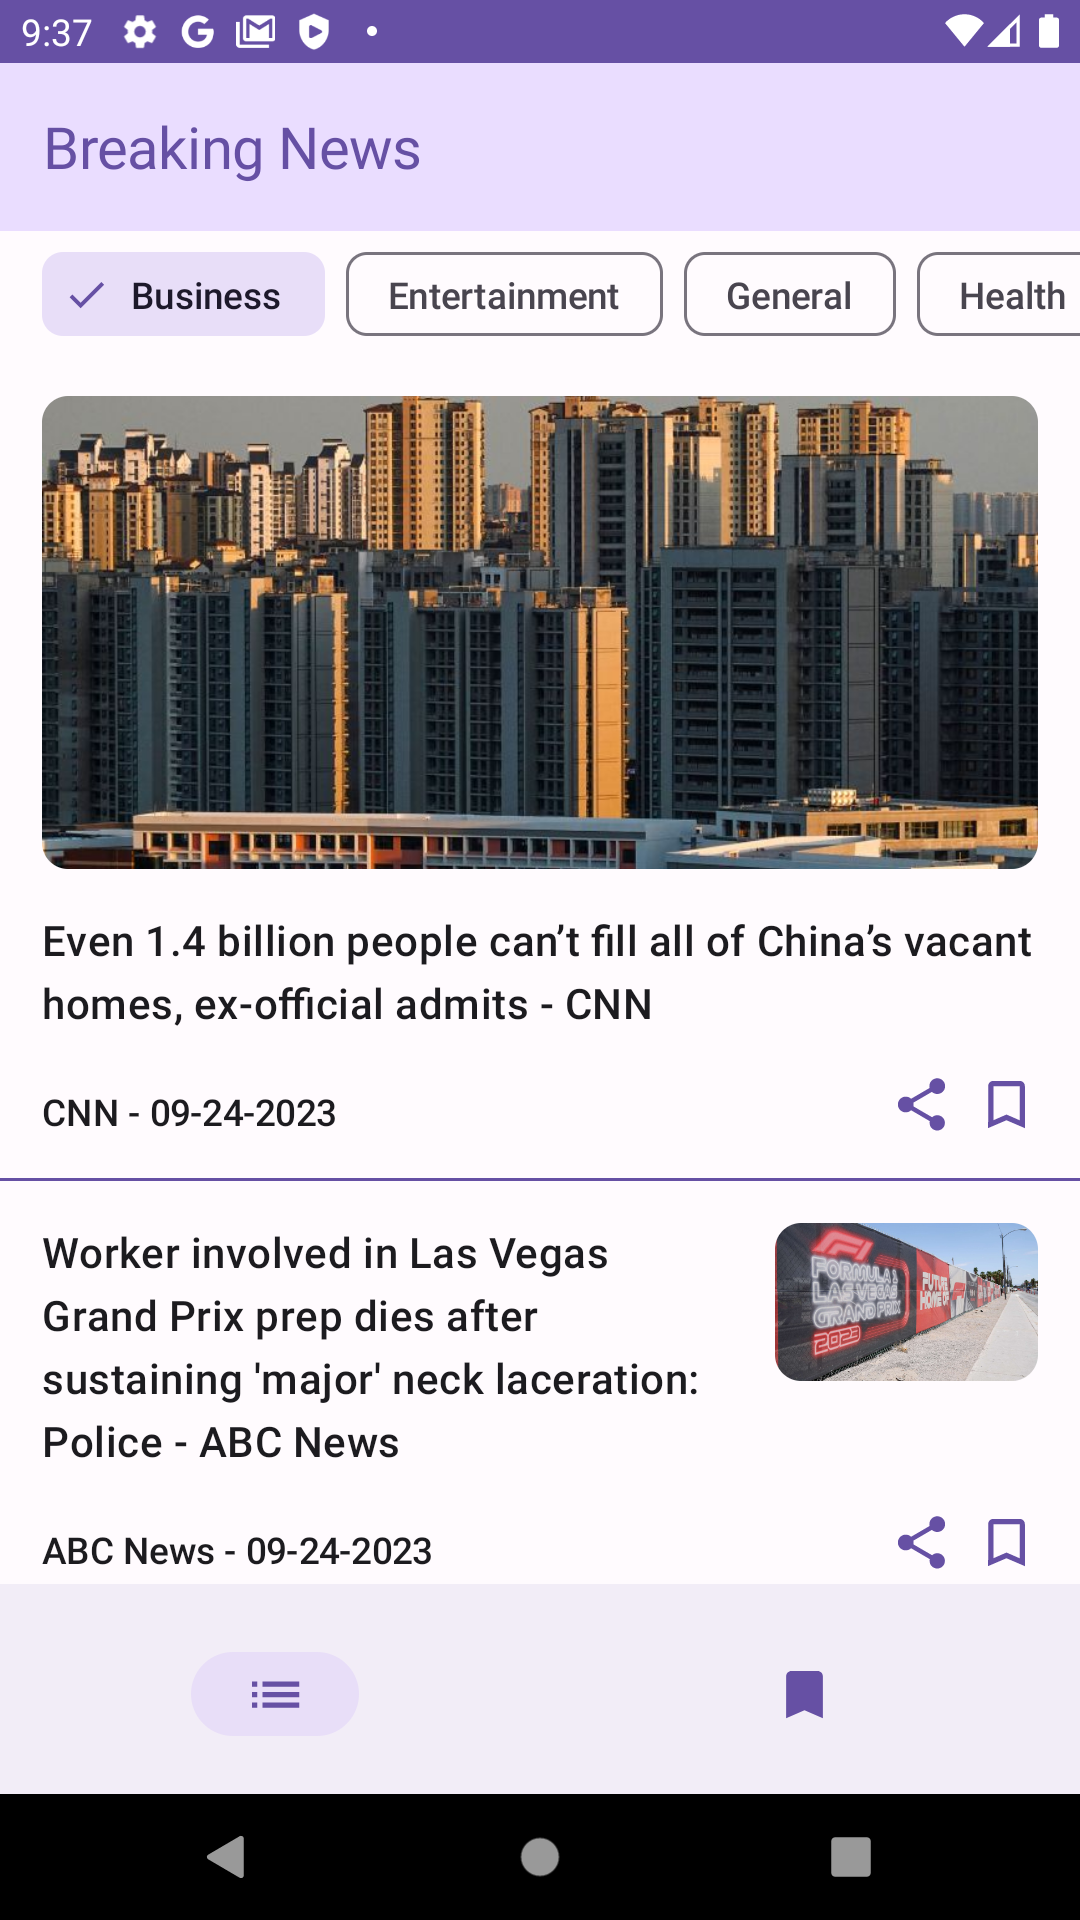 9:37
Breaking News
Business
Entertainment
General
Health
Even 1.4 billion people can’t fill all of China’s vacant
homes, ex-official admits - CNN
CNN - 09-24-2023
Worker involved in Las Vegas
Grand Prix prep dies after
sustaining 'major' neck laceration:
Police - ABC News
FORMULA 1
LAS VEGAS
GRAND PRIX
2023
FUTURE
HOME OF
ABC News - 09-24-2023